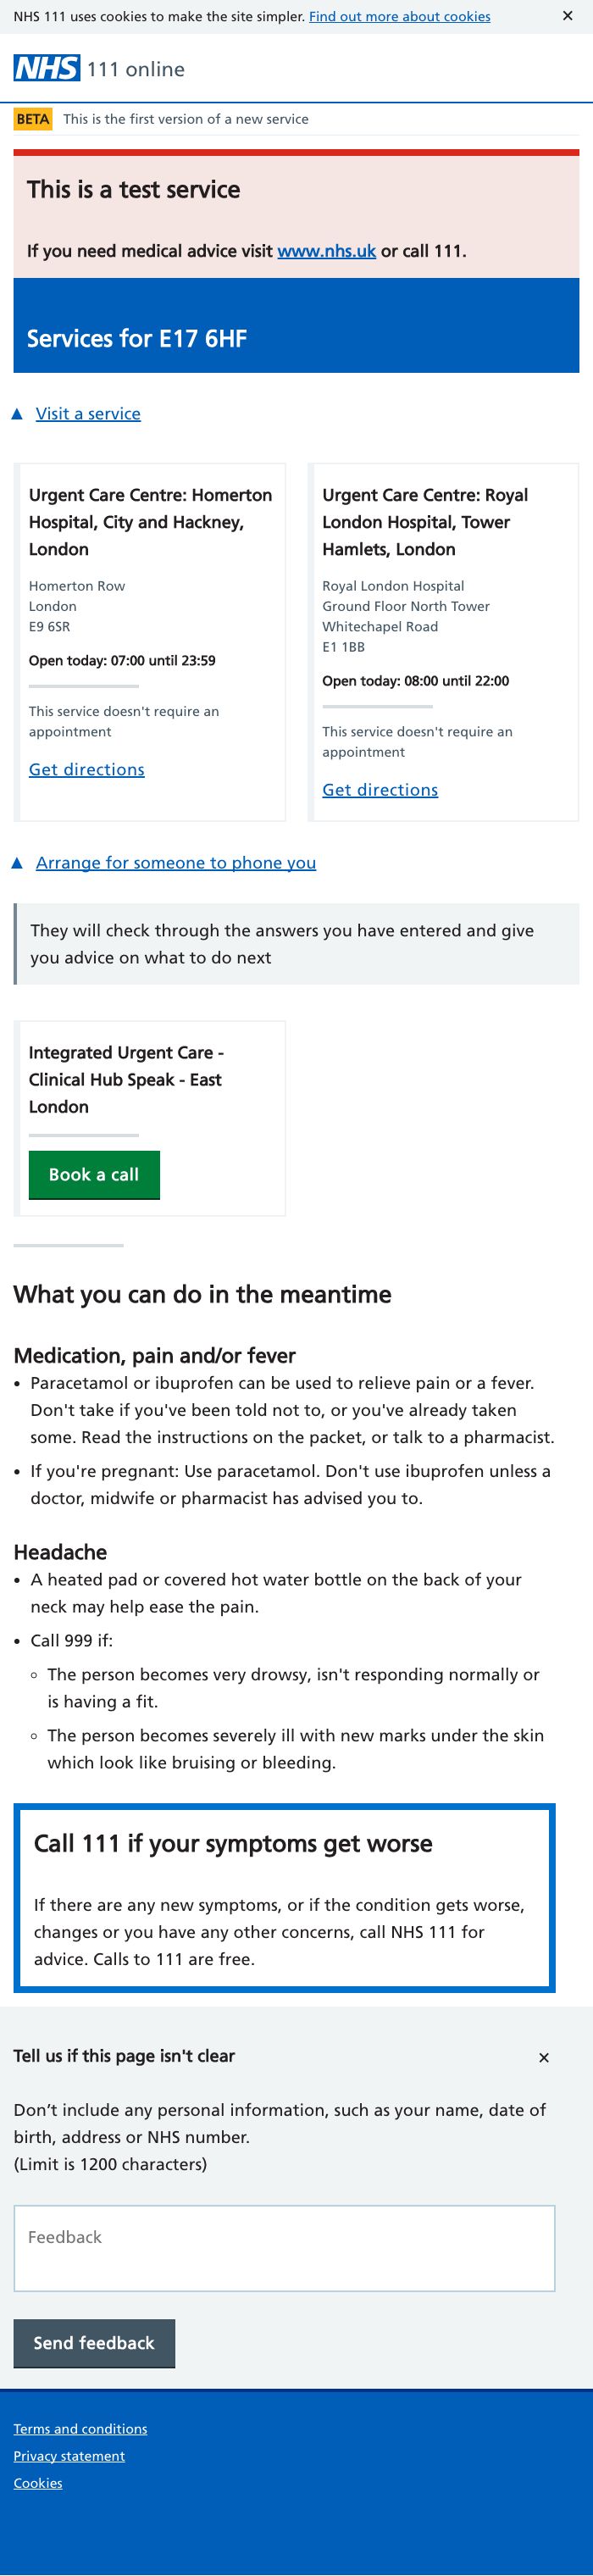 NHS 111 uses cookies to make the site simpler. Find out more about cookies ✕
NHS 111 online
BETA This is the first version of a new service
This is a test service
If you need medical advice visit www.nhs.uk or call 111.
Services for E17 6HF
▲ Visit a service
Urgent Care Centre: Homerton
Hospital, City and Hackney,
London
Homerton Row
London
E9 6SR
Open today: 07:00 until 23:59
This service doesn't require an
appointment
Get directions
Urgent Care Centre: Royal
London Hospital, Tower
Hamlets, London
Royal London Hospital
Ground Floor North Tower
Whitechapel Road
E1 1BB
Open today: 08:00 until 22:00
This service doesn't require an
appointment
Get directions
▲ Arrange for someone to phone you
They will check through the answers you have entered and give
you advice on what to do next
Integrated Urgent Care -
Clinical Hub Speak - East
London
Book a call
What you can do in the meantime
Medication, pain and/or fever
• Paracetamol or ibuprofen can be used to relieve pain or a fever.
Don't take if you've been told not to, or you've already taken
some. Read the instructions on the packet, or talk to a pharmacist.
• If you're pregnant: Use paracetamol. Don't use ibuprofen unless a
doctor, midwife or pharmacist has advised you to.
Headache
• A heated pad or covered hot water bottle on the back of your
neck may help ease the pain.
• Call 999 if:
◦ The person becomes very drowsy, isn't responding normally or
is having a fit.
◦ The person becomes severely ill with new marks under the skin
which look like bruising or bleeding.
Call 111 if your symptoms get worse
If there are any new symptoms, or if the condition gets worse,
changes or you have any other concerns, call NHS 111 for
advice. Calls to 111 are free.
Tell us if this page isn't clear ✕
Don’t include any personal information, such as your name, date of
birth, address or NHS number.
(Limit is 1200 characters)
Feedback
Send feedback
Terms and conditions
Privacy statement
Cookies